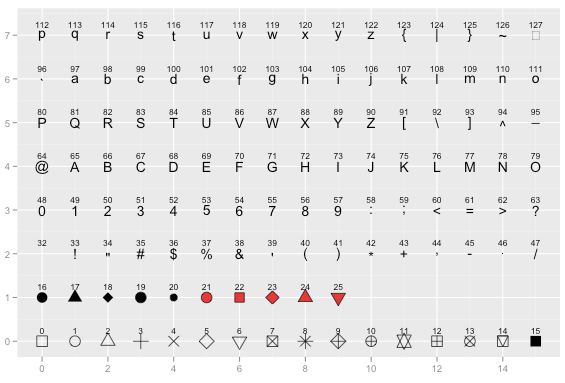 112 113 114 115 116 117 118 119 120 121 122 123 124 125 126 127
7 p q r s t u v w x y z { | } ~
96 97 98 99 100 101 102 103 104 105 106 107 108 109 110 111
6 ` a b c d e f g h i j k l m n o
80 81 82 83 84 85 86 87 88 89 90 91 92 93 94 95
5 P Q R S T U V W X Y Z [ \ ] ^ _
64 65 66 67 68 69 70 71 72 73 74 75 76 77 78 79
4 @ A B C D E F G H I J K L M N O
48 49 50 51 52 53 54 55 56 57 58 59 60 61 62 63
3 0 1 2 3 4 5 6 7 8 9 : ; < = > ?
32 33 34 35 36 37 38 39 40 41 42 43 44 45 46 47
2 ! " # $ % & ' ( ) * + , - . /
16 17 18 19 20 21 22 23 24 25
1
0 1 2 3 4 5 6 7 8 9 10 11 12 13 14 15
0
0 2 4 6 8 10 12 14